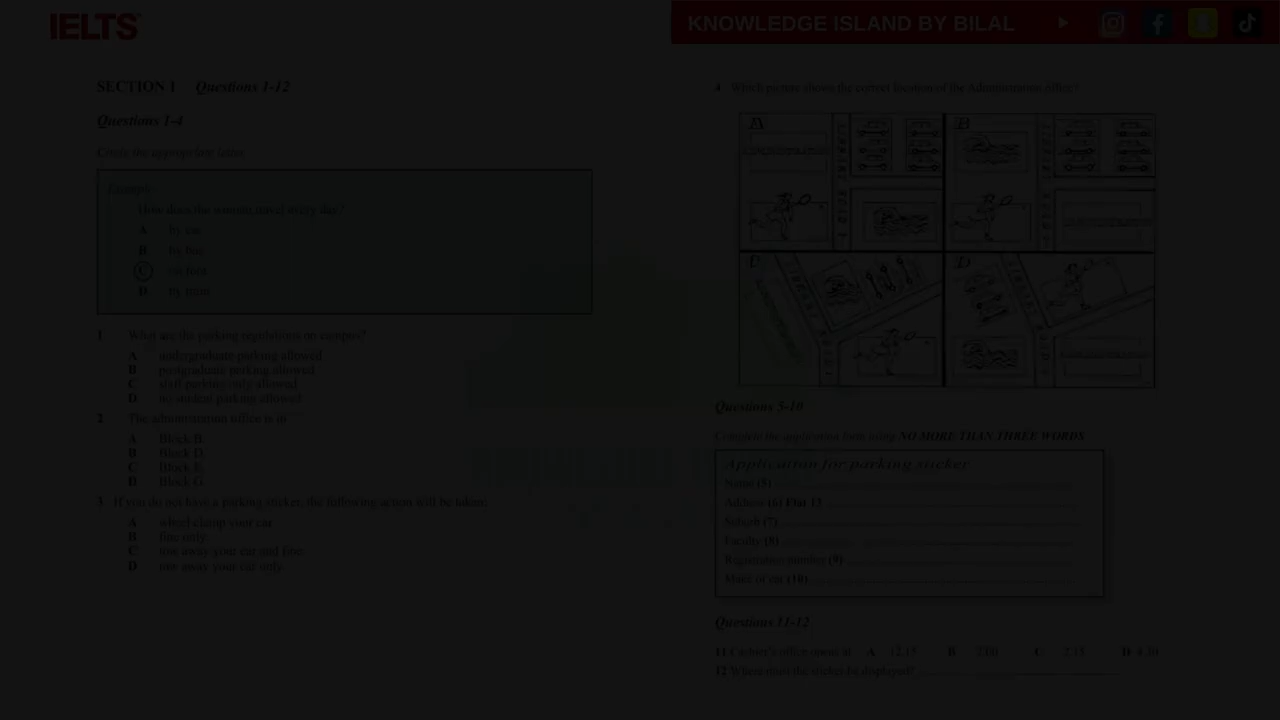 IELTS
KNOWLEDGE ISLAND BY BILAL
SECTION 1 Questions 1-12
Questions 1-4
Circle the appropriate letter
Example
How does the woman travel every day?
A by car
B by bus
C on foot
D by train
1 What are the parking regulations on campus?
A undergraduate parking allowed
B postgraduate parking allowed
C staff parking only allowed
D no student parking allowed
2 The administration office is in
A Block B.
B Block D.
C Block E.
D Block G.
3 If you do not have a parking sticker, the following action will be taken:
A wheel clamp your car
B fine only.
C tow away your car and fine.
D tow away your car only.
4 Which picture shows the correct location of the Administration office?
A
B
LIBRARY ROAD
C
D
LIBRARY ROAD
LIBRARY ROAD
Questions 5-10
Complete the application form using NO MORE THAN THREE WORDS
Application for parking sticker
Name (5)
Address (6) Flat 13
Suburb (7)
Faculty (8)
Registration number (9)
Make of car (10)
Questions 11-12
11 Cashier's office opens at A 12.15 B 2.00 C 2.15 D 4.30
12 Where must the sticker be displayed?